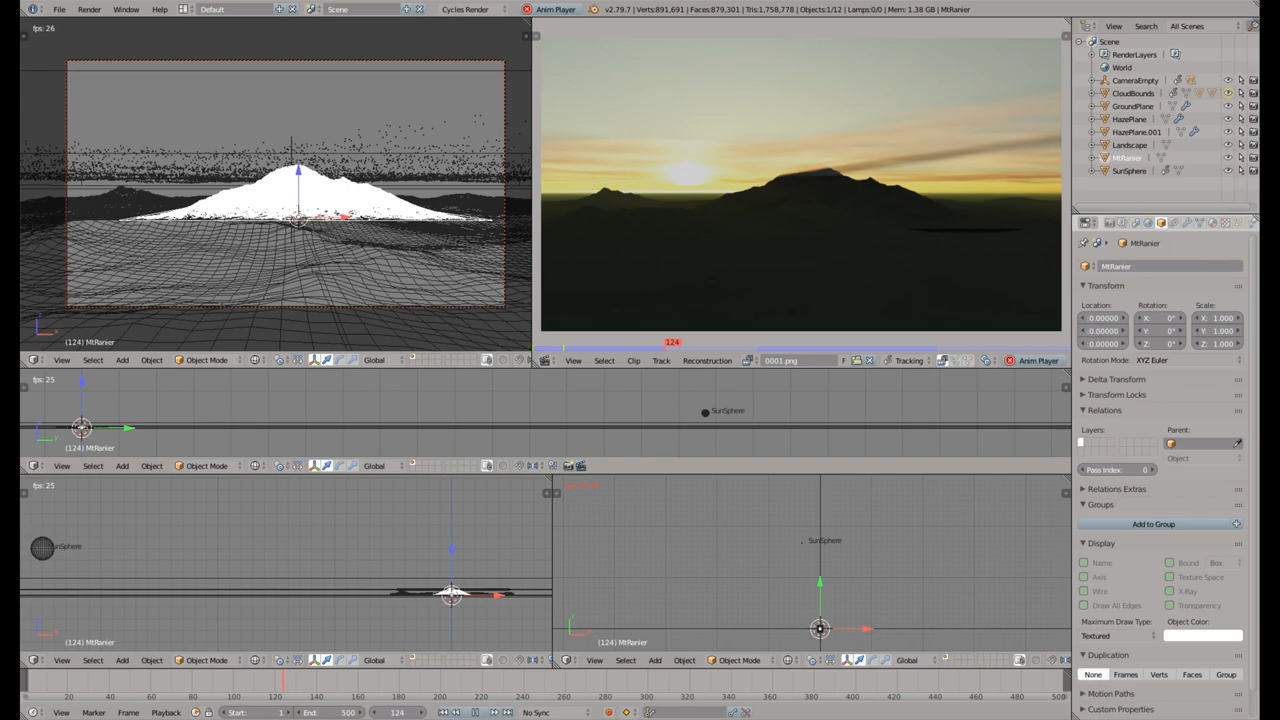 File Render Window Help Default Scene Cycles Render Anim Player v2.79.7 | Verts:891,691 | Faces:879,301 | Tris:1,758,778 | Objects:1/12 | Lamps:0/0 | Mem: 1.38 GB | MtRanier
View Search All Scenes
fps: 26
Scene
RenderLayers
World
CameraEmpty
CloudBounds
GroundPlane
HazePlane
HazePlane.001
Landscape
MtRanier
SunSphere
MtRanier
MtRanier
Transform
Location: Rotation: Scale:
0.00000 X: 0° X: 1.000
0.00000 Y: 0° Y: 1.000
0.00000 Z: 0° Z: 1.000
Rotation Mode: XYZ Euler
(124) MtRanier
124
View Select Add Object Object Mode Global
View Select Clip Track Reconstruction 0001.png F Tracking Anim Player
fps: 25
SunSphere
(124) MtRanier
View Select Add Object Object Mode Global
Delta Transform
Transform Locks
Relations
Layers: Parent:
Object
Pass Index: 0
Relations Extras
Groups
Add to Group
Display
Name Bound Box
Axis Texture Space
Wire X-Ray
Draw All Edges Transparency
Maximum Draw Type: Object Color:
Textured
Duplication
None Frames Verts Faces Group
Motion Paths
Custom Properties
fps: 25
SunSphere
(124) MtRanier
SunSphere
(124) MtRanier
View Select Add Object Object Mode Global
View Select Add Object Object Mode Global
20 40 60 80 100 120 140 160 180 200 220 240 260 280 300 320 340 360 380 400 420 440 460 480 500
View Marker Frame Playback Start: 1 End: 500 124 No Sync